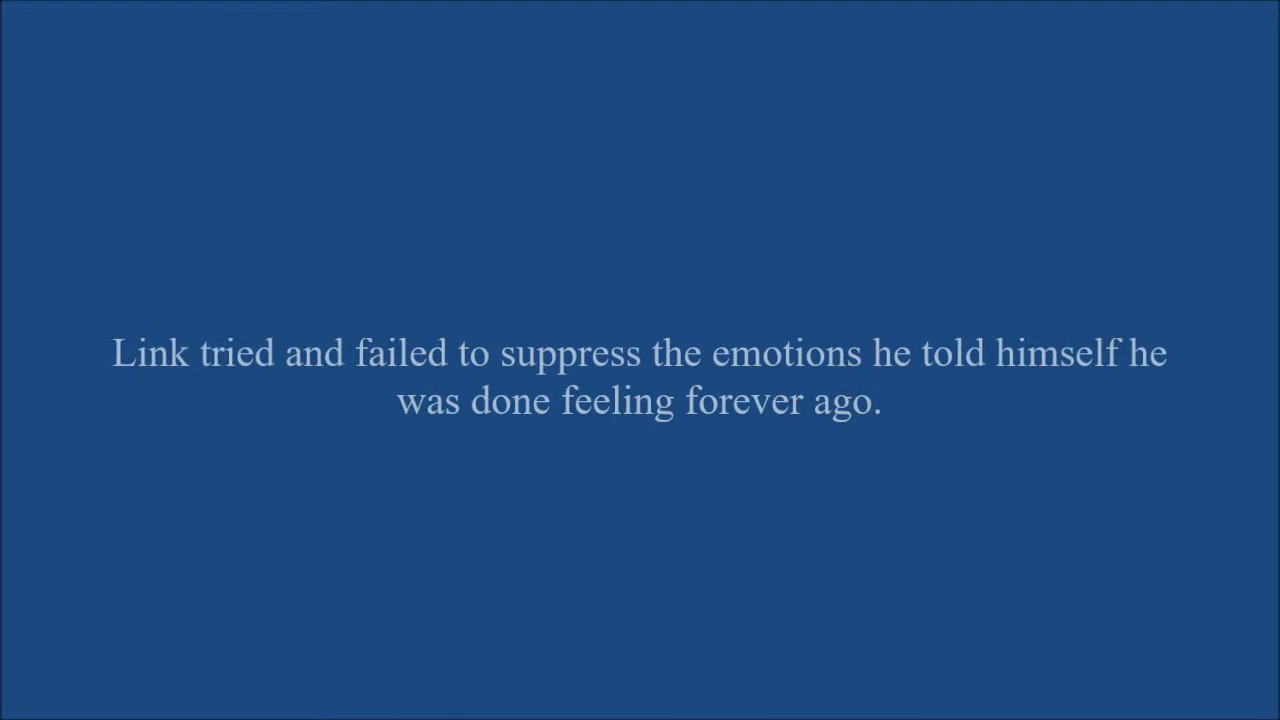 Link tried and failed to suppress the emotions he told himself he
was done feeling forever ago.